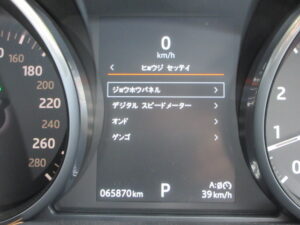 0
km/h
ヒョウジ セッテイ
ジョウホウパネル
デジタル スピードメーター
オンド
ゲンゴ
065870km
P
A:
39km/h
160
180
200
220
240
260
280
1
2